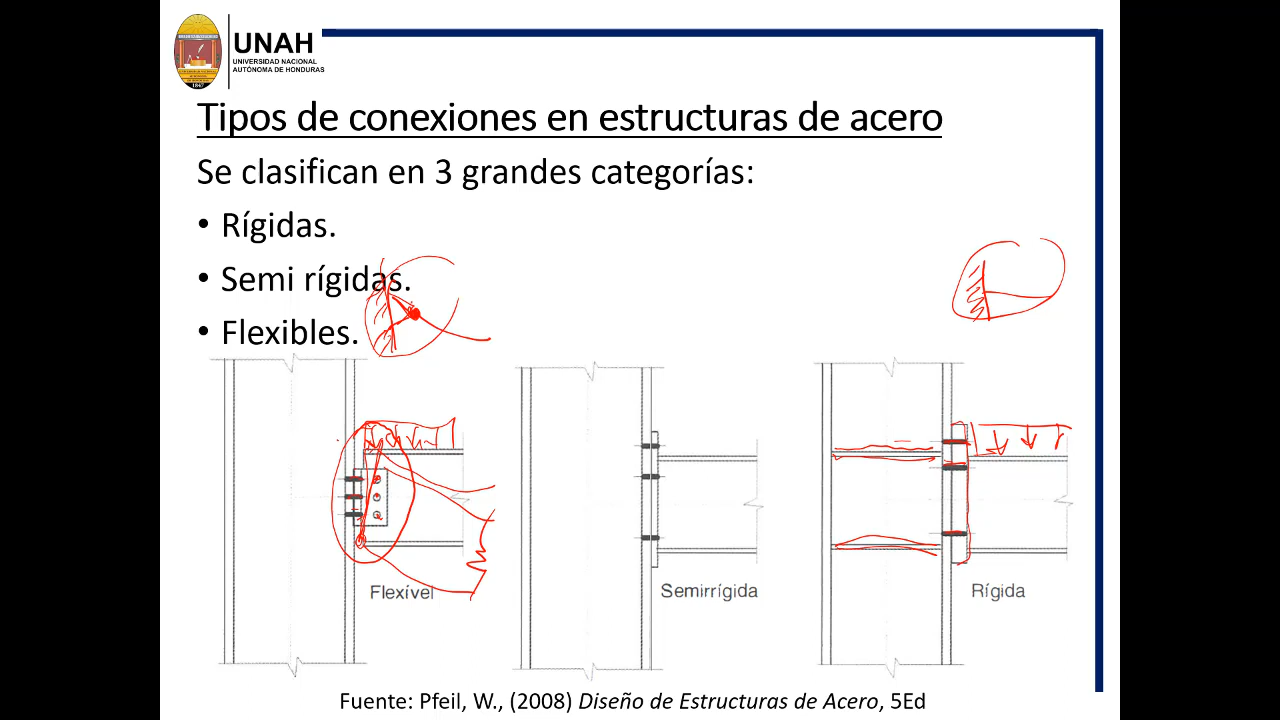 UNAH
UNIVERSIDAD NACIONAL
AUTÓNOMA DE HONDURAS
Tipos de conexiones en estructuras de acero
Se clasifican en 3 grandes categorías:
• Rígidas.
• Semi rígidas.
• Flexibles.
Flexível
Semirrígida
Rígida
Fuente: Pfeil, W., (2008) Diseño de Estructuras de Acero, 5Ed